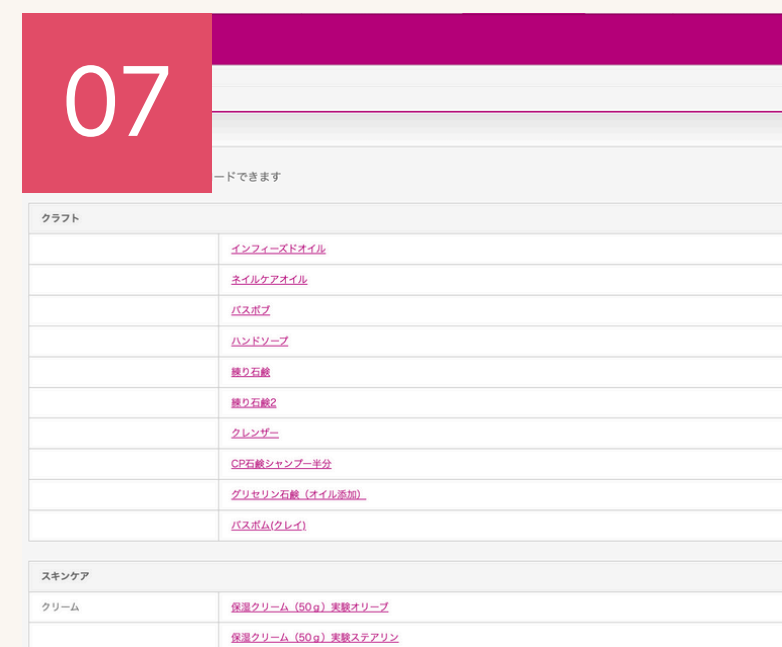 07
ードできます
クラフト
インフィーズドオイル
ネイルケアオイル
バスボブ
ハンドソープ
練り石鹸
練り石鹸2
クレンザー
CP石鹸シャンプー半分
グリセリン石鹸（オイル添加）
バスボム(クレイ)
スキンケア
クリーム 保湿クリーム（50ｇ）実験オリーブ
保湿クリーム（50ｇ）実験ステアリン